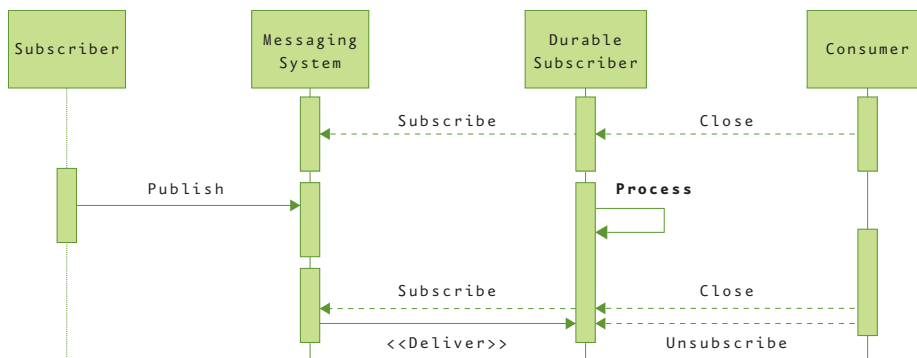 Subscriber
Messaging
System
Durable
Subscriber
Consumer
Subscribe
Close
Publish
Process
Subscribe
Close
<<Deliver>>
Unsubscribe